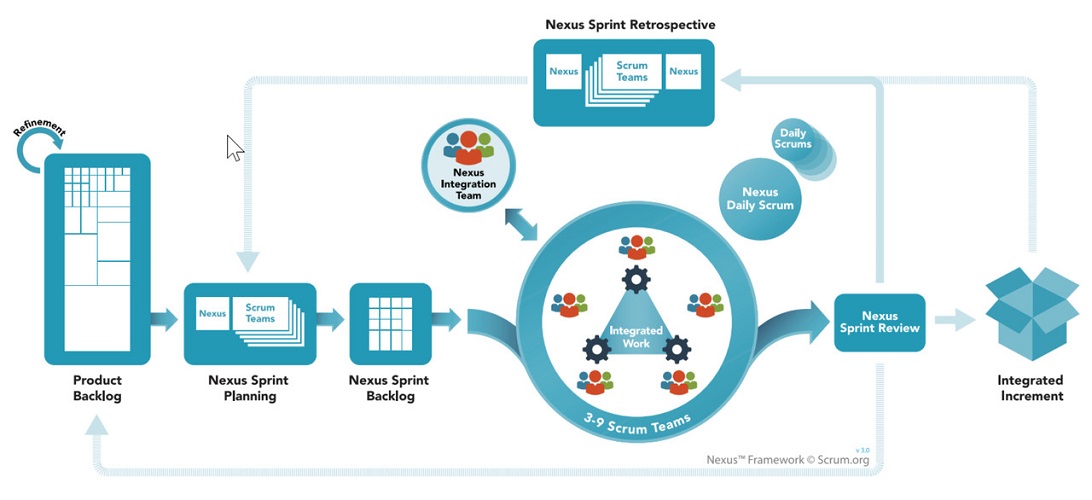 Nexus Sprint Retrospective
Nexus
Scrum
Teams
Nexus
Refinement
Nexus
Integration
Team
Daily
Scrums
Nexus
Daily Scrum
Nexus
Scrum
Teams
Integrated
Work
3-9 Scrum Teams
Nexus
Sprint Review
Product
Backlog
Nexus Sprint
Planning
Nexus Sprint
Backlog
Integrated
Increment
v 3.0
Nexus™ Framework © Scrum.org